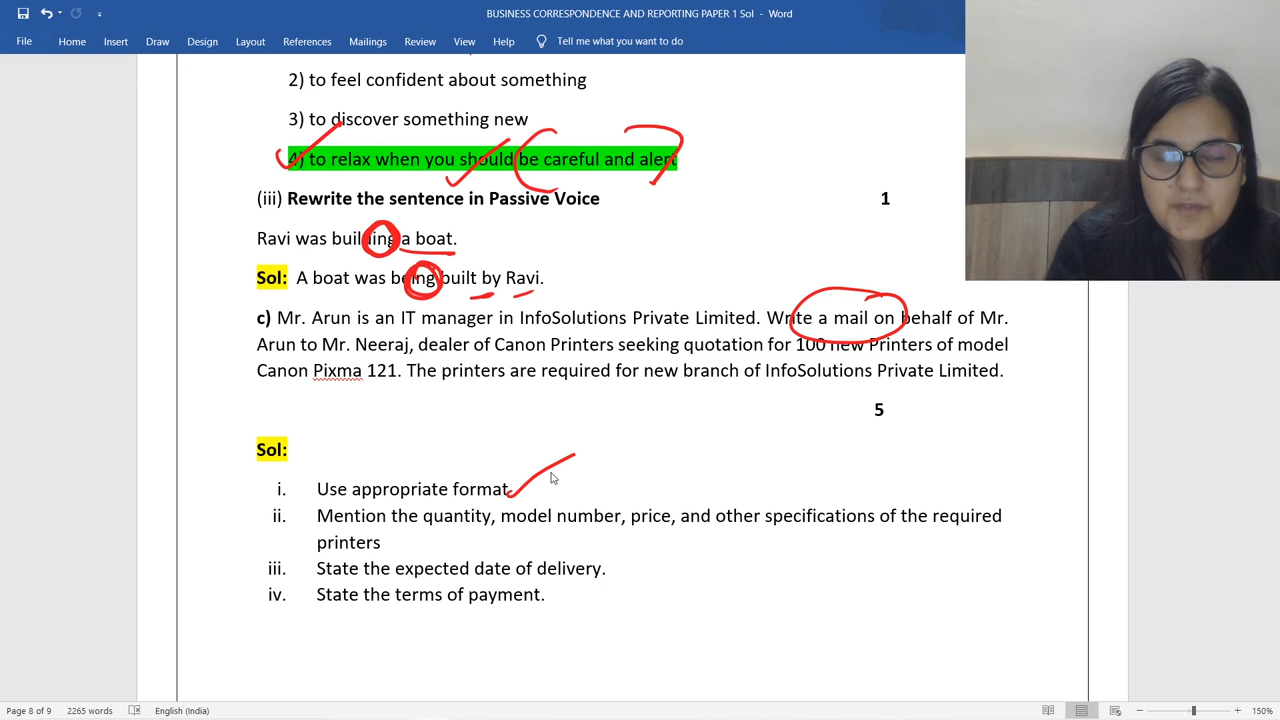 BUSINESS CORRESPONDENCE AND REPORTING PAPER 1 Sol - Word
File Home Insert Draw Design Layout References Mailings Review View Help Tell me what you want to do
2) to feel confident about something
3) to discover something new
4) to relax when you should be careful and alert
(iii) Rewrite the sentence in Passive Voice 1
Ravi was building a boat.
Sol: A boat was being built by Ravi.
c) Mr. Arun is an IT manager in InfoSolutions Private Limited. Write a mail on behalf of Mr.
Arun to Mr. Neeraj, dealer of Canon Printers seeking quotation for 100 new Printers of model
Canon Pixma 121. The printers are required for new branch of InfoSolutions Private Limited.
5
Sol:
i. Use appropriate format
ii. Mention the quantity, model number, price, and other specifications of the required
printers
iii. State the expected date of delivery.
iv. State the terms of payment.
Page 8 of 9 2265 words English (India) 150%